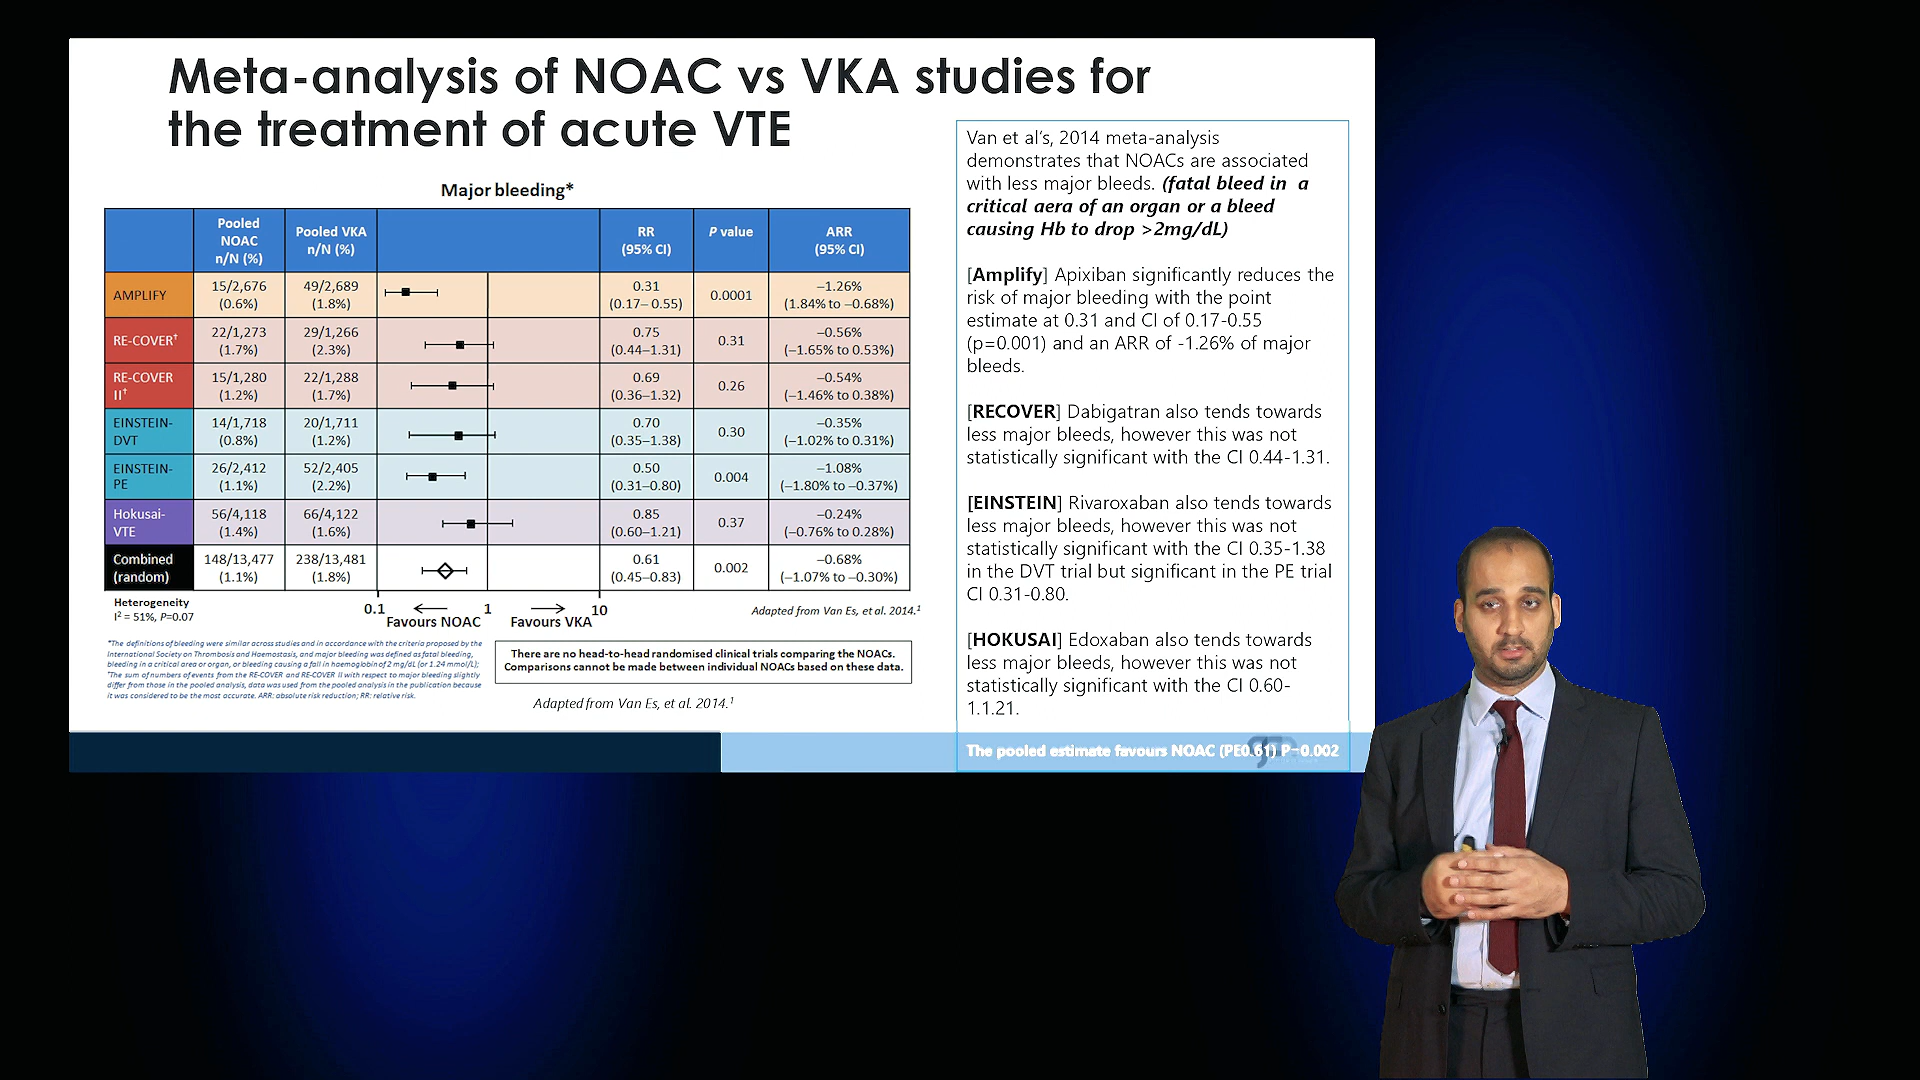 Meta-analysis of NOAC vs VKA studies for
the treatment of acute VTE
Major bleeding*
Pooled
NOAC
n/N (%)
Pooled VKA
n/N (%)
RR
(95% CI)
P value
ARR
(95% CI)
AMPLIFY
15/2,676
(0.6%)
49/2,689
(1.8%)
0.31
(0.17– 0.55)
0.0001
–1.26%
(1.84% to –0.68%)
RE-COVER†
22/1,273
(1.7%)
29/1,266
(2.3%)
0.75
(0.44–1.31)
0.31
–0.56%
(–1.65% to 0.53%)
RE-COVER
II†
15/1,280
(1.2%)
22/1,288
(1.7%)
0.69
(0.36–1.32)
0.26
–0.54%
(–1.46% to 0.38%)
EINSTEIN-
DVT
14/1,718
(0.8%)
20/1,711
(1.2%)
0.70
(0.35–1.38)
0.30
–0.35%
(–1.02% to 0.31%)
EINSTEIN-
PE
26/2,412
(1.1%)
52/2,405
(2.2%)
0.50
(0.31–0.80)
0.004
–1.08%
(–1.80% to –0.37%)
Hokusai-
VTE
56/4,118
(1.4%)
66/4,122
(1.6%)
0.85
(0.60–1.21)
0.37
–0.24%
(–0.76% to 0.28%)
Combined
(random)
148/13,477
(1.1%)
238/13,481
(1.8%)
0.61
(0.45–0.83)
0.002
–0.68%
(–1.07% to –0.30%)
Heterogeneity
I² = 51%, P=0.07
0.1
1
10
Favours NOAC
Favours VKA
Adapted from Van Es, et al. 2014.¹
*The definitions of bleeding were similar across studies and in accordance with the criteria proposed by the
International Society on Thrombosis and Haemostasis, and major bleeding was defined as fatal bleeding,
bleeding in a critical area or organ, or bleeding causing a fall in haemoglobin of 2 mg/dL (or 1.24 mmol/L);
†The sum of numbers of events from the RE-COVER and RE-COVER II with respect to major bleeding slightly
differ from those in the pooled analysis, data was used from the pooled analysis in the publication because
it was considered to be the most accurate. ARR: absolute risk reduction; RR: relative risk.
There are no head-to-head randomised clinical trials comparing the NOACs.
Comparisons cannot be made between individual NOACs based on these data.
Adapted from Van Es, et al. 2014.¹
Van et al's, 2014 meta-analysis
demonstrates that NOACs are associated
with less major bleeds. (fatal bleed in a
critical aera of an organ or a bleed
causing Hb to drop >2mg/dL)
[Amplify] Apixiban significantly reduces the
risk of major bleeding with the point
estimate at 0.31 and CI of 0.17-0.55
(p=0.001) and an ARR of -1.26% of major
bleeds.
[RECOVER] Dabigatran also tends towards
less major bleeds, however this was not
statistically significant with the CI 0.44-1.31.
[EINSTEIN] Rivaroxaban also tends towards
less major bleeds, however this was not
statistically significant with the CI 0.35-1.38
in the DVT trial but significant in the PE trial
CI 0.31-0.80.
[HOKUSAI] Edoxaban also tends towards
less major bleeds, however this was not
statistically significant with the CI 0.60-
1.1.21.
The pooled estimate favours NOAC (PE0.61) P=0.002